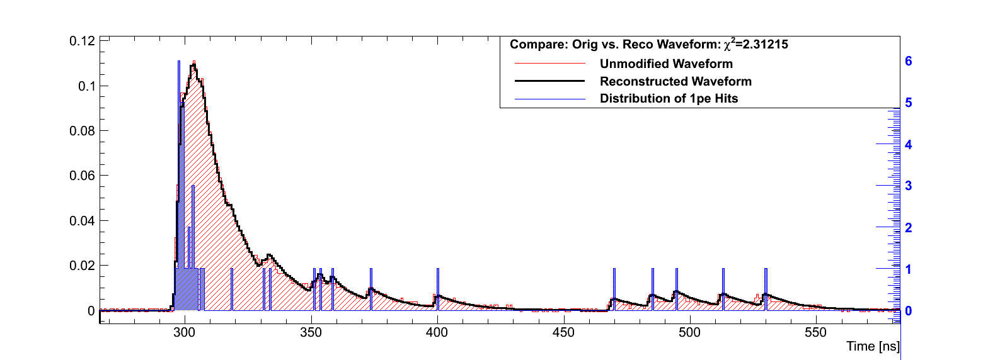 Compare: Orig vs. Reco Waveform: χ²=2.31215
Unmodified Waveform
Reconstructed Waveform
Distribution of 1pe Hits
0.12
0.1
0.08
0.06
0.04
0.02
0
6
5
4
3
2
1
0
300 350 400 450 500 550
Time [ns]